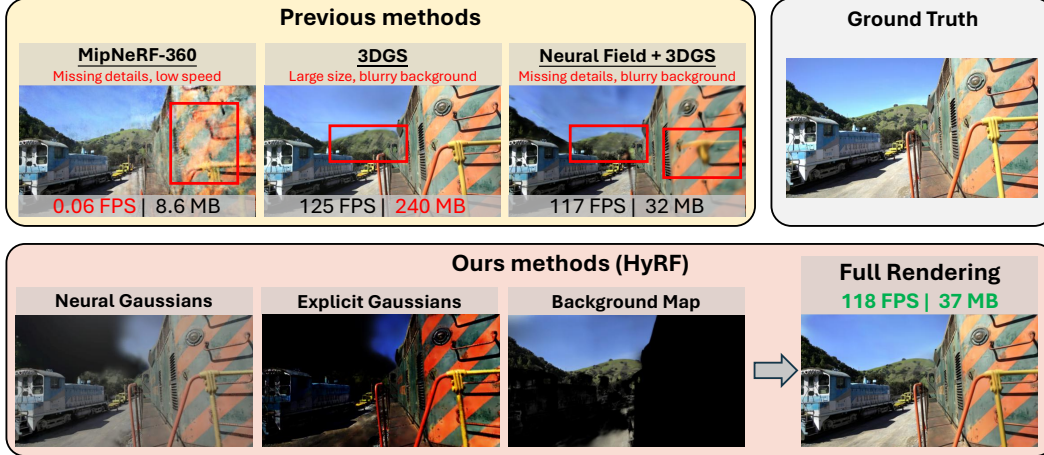 Previous methods
MipNeRF-360
Missing details, low speed
0.06 FPS | 8.6 MB
3DGS
Large size, blurry background
125 FPS | 240 MB
Neural Field + 3DGS
Missing details, blurry background
117 FPS | 32 MB
Ground Truth
Ours methods (HyRF)
Neural Gaussians
Explicit Gaussians
Background Map
Full Rendering
118 FPS | 37 MB